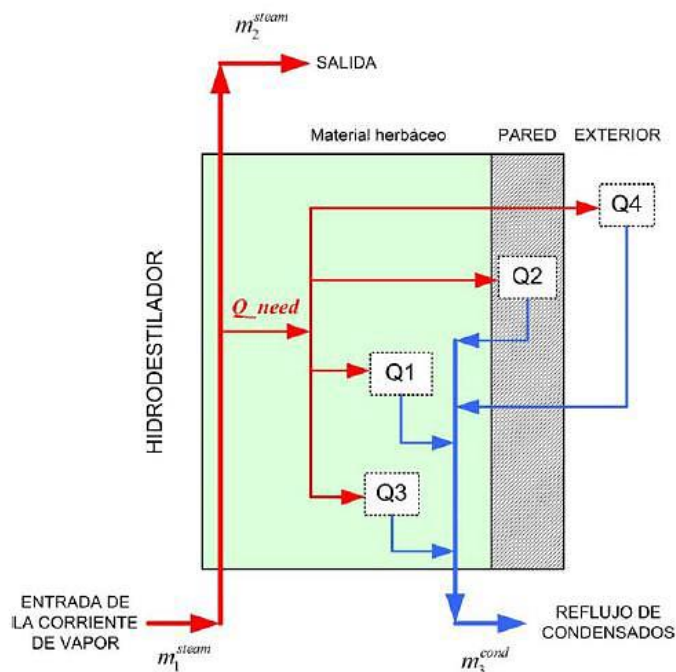 m₂^steam
SALIDA
Material herbáceo
PARED
EXTERIOR
Q4
HIDRODESTILADOR
Q2
Q_need
Q1
Q3
ENTRADA DE
LA CORRIENTE
DE VAPOR
m₁^steam
m₃^cond
REFLUJO DE
CONDENSADOS